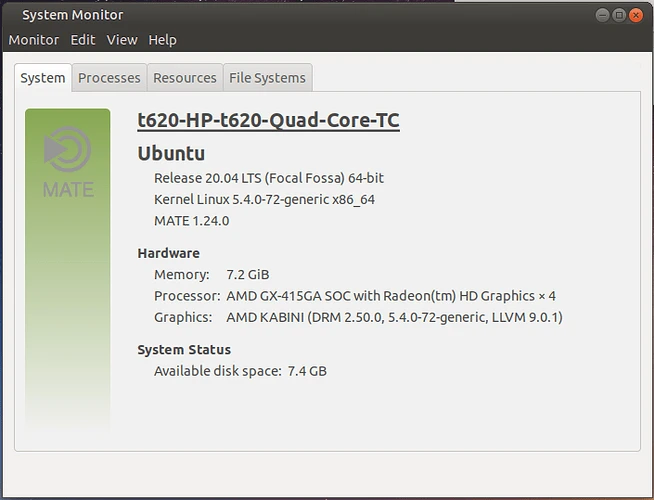 System Monitor
Monitor Edit View Help
System Processes Resources File Systems
MATE
t620-HP-t620-Quad-Core-TC
Ubuntu
Release 20.04 LTS (Focal Fossa) 64-bit
Kernel Linux 5.4.0-72-generic x86_64
MATE 1.24.0
Hardware
Memory: 7.2 GiB
Processor: AMD GX-415GA SOC with Radeon(tm) HD Graphics × 4
Graphics: AMD KABINI (DRM 2.50.0, 5.4.0-72-generic, LLVM 9.0.1)
System Status
Available disk space: 7.4 GB